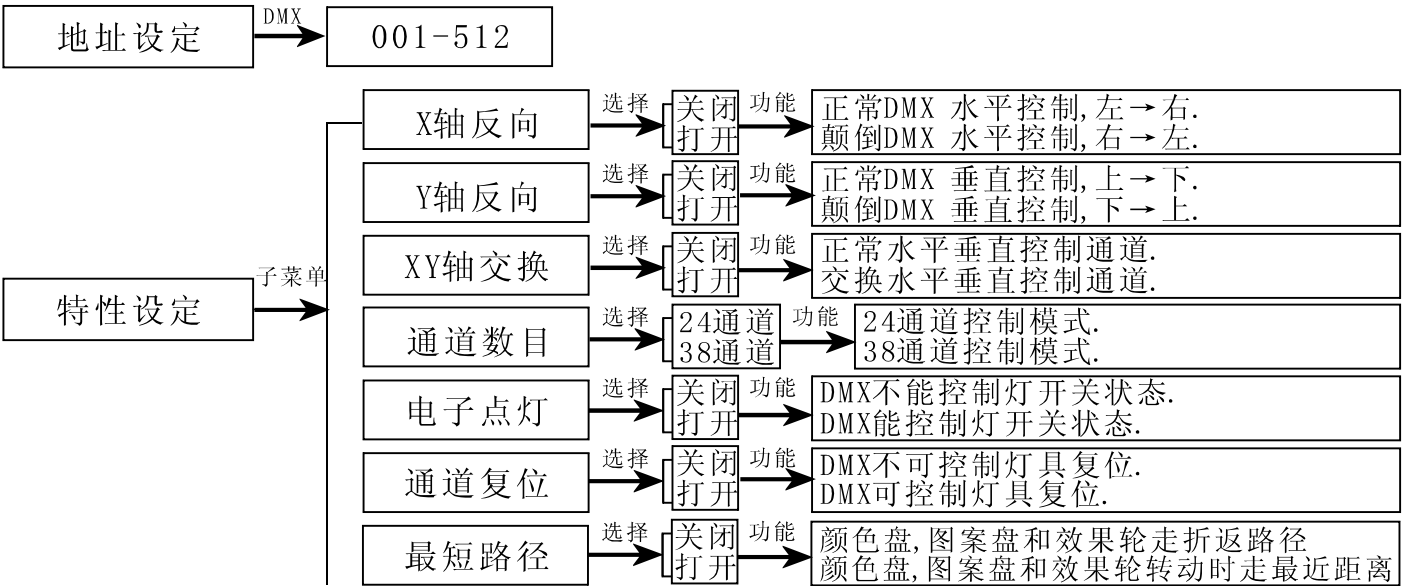 地址设定 DMX 001-512
X轴反向 选择 关闭 功能 正常DMX 水平控制,左→右.
打开 颠倒DMX 水平控制,右→左.
Y轴反向 选择 关闭 功能 正常DMX 垂直控制,上→下.
打开 颠倒DMX 垂直控制,下→上.
特性设定 子菜单
XY轴交换 选择 关闭 功能 正常水平垂直控制通道.
打开 交换水平垂直控制通道.
通道数目 选择 24通道 功能 24通道控制模式.
38通道 38通道控制模式.
电子点灯 选择 关闭 功能 DMX不能控制灯开关状态.
打开 DMX能控制灯开关状态.
通道复位 选择 关闭 功能 DMX不可控制灯具复位.
打开 DMX可控制灯具复位.
最短路径 选择 关闭 功能 颜色盘,图案盘和效果轮走折返路径
打开 颜色盘,图案盘和效果轮转动时走最近距离